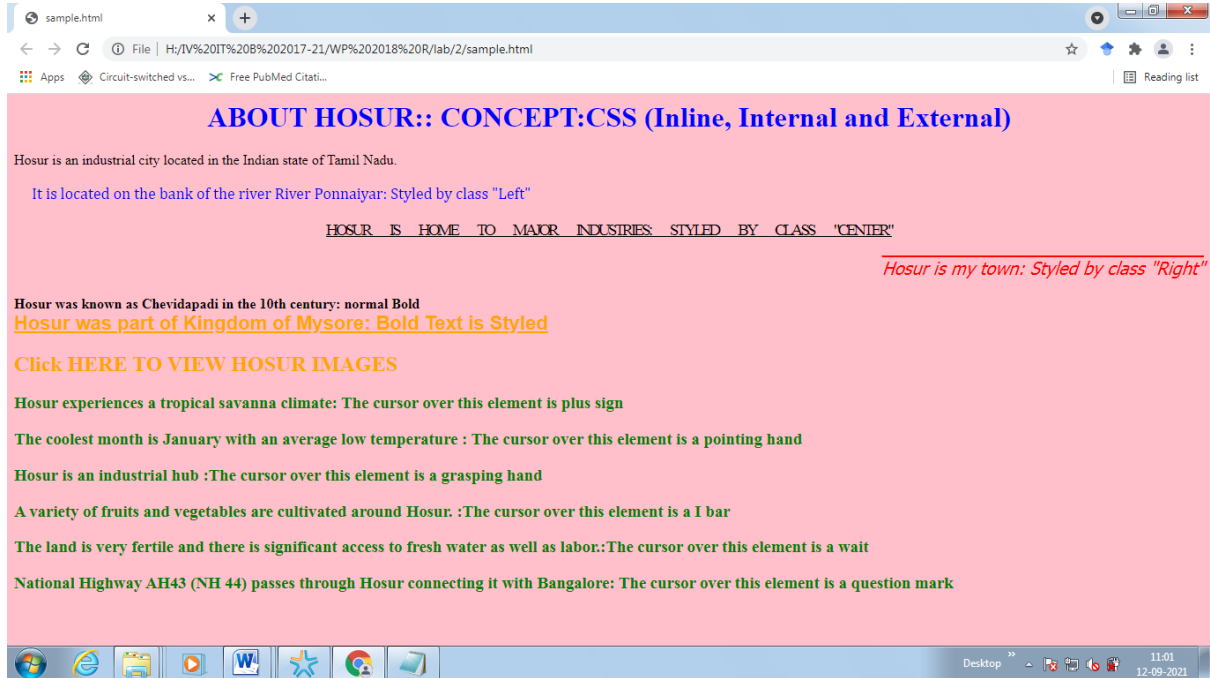 sample.html
File | H:/IV%20IT%20B%202017-21/WP%202018%20R/lab/2/sample.html
Apps Circuit-switched vs... Free PubMed Citati... Reading list
ABOUT HOSUR:: CONCEPT:CSS (Inline, Internal and External)
Hosur is an industrial city located in the Indian state of Tamil Nadu.
It is located on the bank of the river River Ponnaiyar: Styled by class "Left"
HOSUR IS HOME TO MAJOR INDUSTRIES: STYLED BY CLASS "CENTER"
Hosur is my town: Styled by class "Right"
Hosur was known as Chevidapadi in the 10th century: normal Bold
Hosur was part of Kingdom of Mysore: Bold Text is Styled
Click HERE TO VIEW HOSUR IMAGES
Hosur experiences a tropical savanna climate: The cursor over this element is plus sign
The coolest month is January with an average low temperature : The cursor over this element is a pointing hand
Hosur is an industrial hub :The cursor over this element is a grasping hand
A variety of fruits and vegetables are cultivated around Hosur. :The cursor over this element is a I bar
The land is very fertile and there is significant access to fresh water as well as labor.:The cursor over this element is a wait
National Highway AH43 (NH 44) passes through Hosur connecting it with Bangalore: The cursor over this element is a question mark
Desktop
11:01
12-09-2021